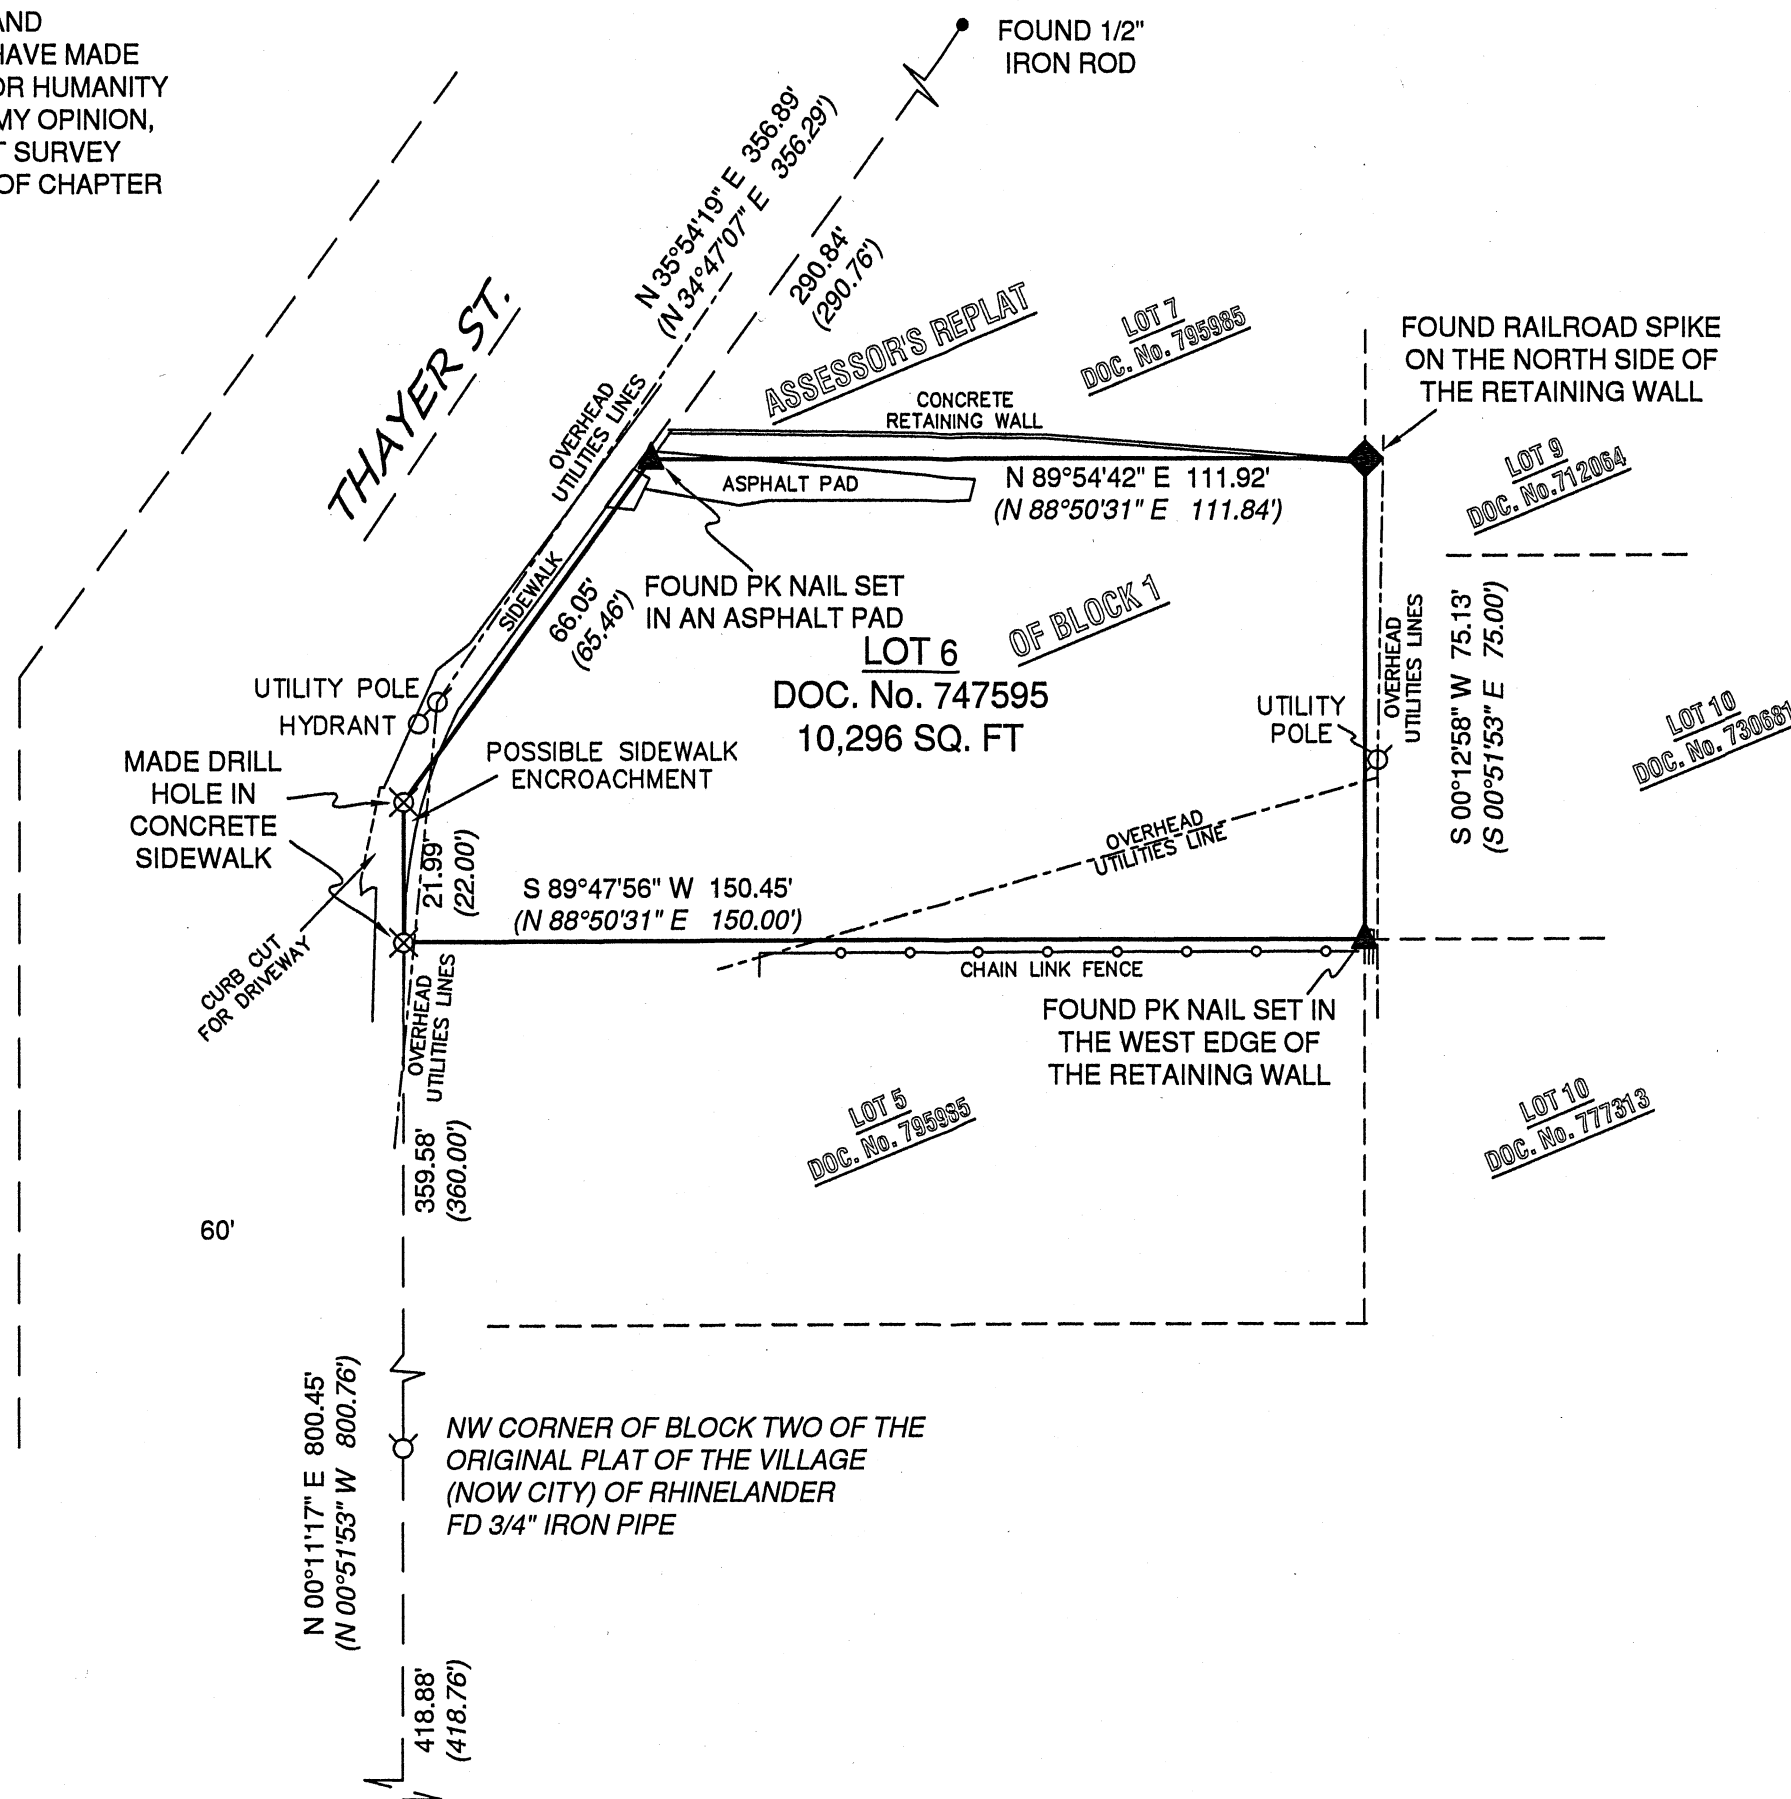 AND
HAVE MADE
OR HUMANITY
MY OPINION,
T SURVEY
OF CHAPTER
FOUND 1/2"
IRON ROD
N 35°54'19" E 356.89'
(N 34°47'07" E 356.29')
290.84'
(290.76')
THAYER ST.
ASSESSOR'S REPLAT
LOT 7
DOC. No. 795985
FOUND RAILROAD SPIKE
ON THE NORTH SIDE OF
THE RETAINING WALL
OVERHEAD
UTILITIES LINES
CONCRETE
RETAINING WALL
ASPHALT PAD
N 89°54'42" E 111.92'
(N 88°50'31" E 111.84')
LOT 9
DOC. No.712064
SIDEWALK
66.05'
(65.46')
FOUND PK NAIL SET
IN AN ASPHALT PAD
OF BLOCK 1
LOT 6
DOC. No. 747595
10,296 SQ. FT
OVERHEAD
UTILITIES LINES
S 00°12'58" W 75.13'
(S 00°51'53" E 75.00')
UTILITY POLE
HYDRANT
UTILITY
POLE
LOT 10
DOC. No. 730681
MADE DRILL
HOLE IN
CONCRETE
SIDEWALK
POSSIBLE SIDEWALK
ENCROACHMENT
21.99'
(22.00')
OVERHEAD
UTILITIES LINE
S 89°47'56" W 150.45'
(N 88°50'31" E 150.00')
CURB CUT
FOR DRIVEWAY
CHAIN LINK FENCE
OVERHEAD
UTILITIES LINES
FOUND PK NAIL SET IN
THE WEST EDGE OF
THE RETAINING WALL
LOT 5
DOC. No. 795985
LOT 10
DOC. No. 777313
359.58'
(360.00')
60'
N 00°11'17" E 800.45'
(N 00°51'53" W 800.76')
NW CORNER OF BLOCK TWO OF THE
ORIGINAL PLAT OF THE VILLAGE
(NOW CITY) OF RHINELANDER
FD 3/4" IRON PIPE
418.88'
(418.76')